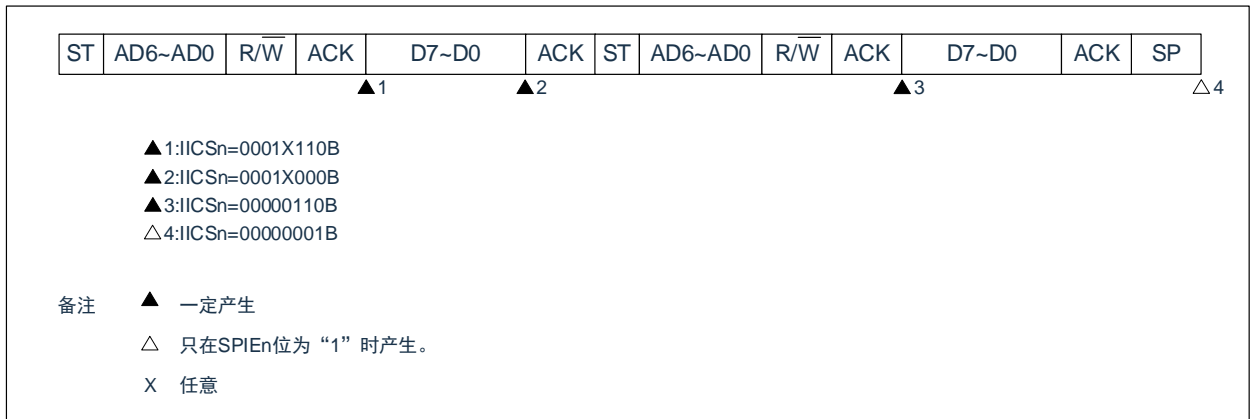 ST AD6~AD0 R/W̅ ACK D7~D0 ACK ST AD6~AD0 R/W̅ ACK D7~D0 ACK SP
▲1 ▲2 ▲3 △4
▲1:IICSn=0001X110B
▲2:IICSn=0001X000B
▲3:IICSn=00000110B
△4:IICSn=00000001B
备注 ▲ 一定产生
△ 只在SPIEn位为“1”时产生。
X 任意